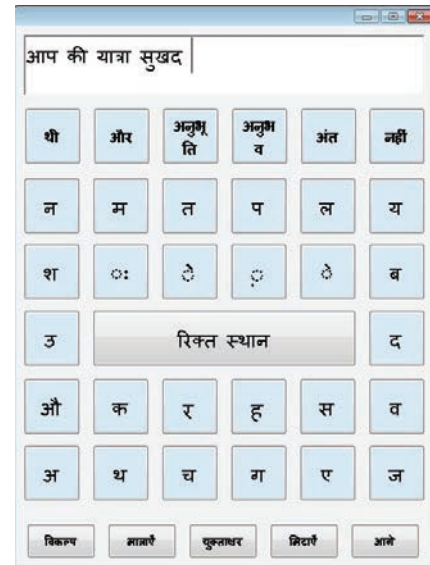 आप की यात्रा सुखद
थी और अनुभूति अनुभव अंत नहीं
न म त प ल य
श ः े ़ े ब
उ रिक्त स्थान द
औ क र ह स व
अ थ च ग ए ज
विकल्प मात्राएँ युक्ताक्षर मिटाएँ आगे